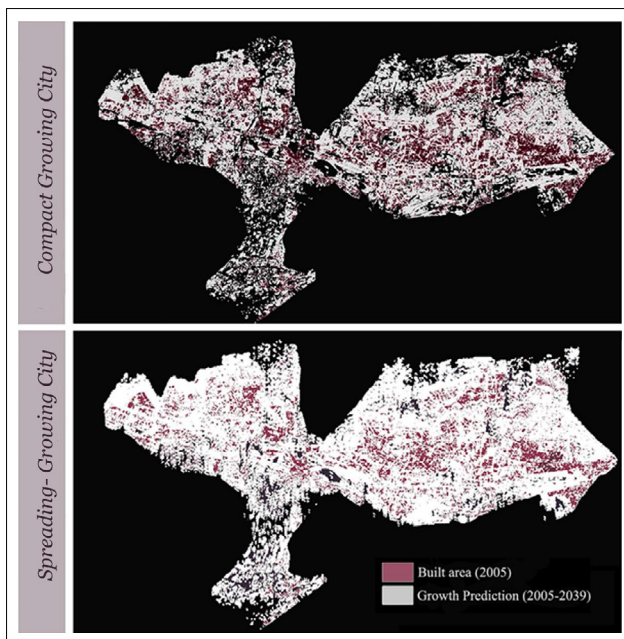 Compact Growing City
Spreading- Growing City
Built area (2005)
Growth Prediction (2005-2039)